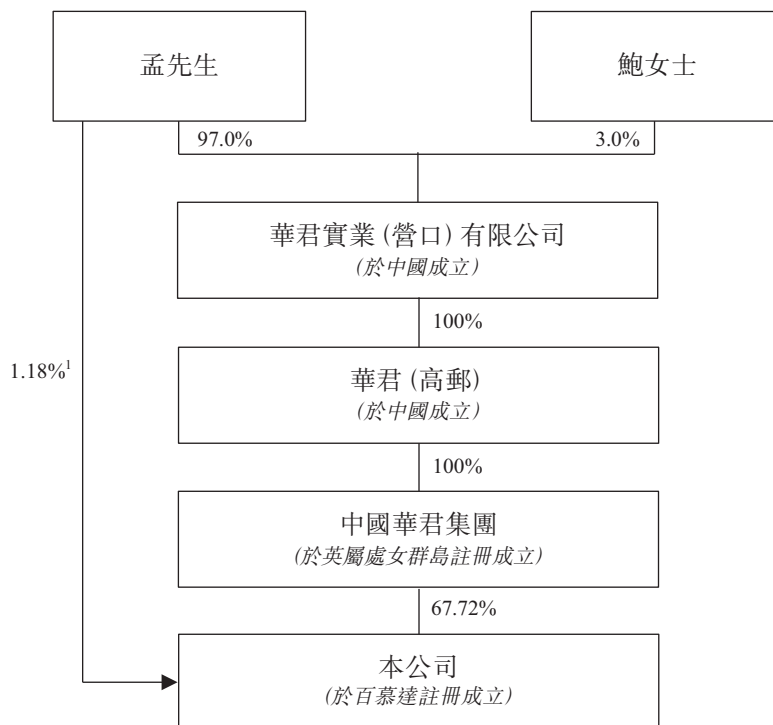 孟先生
鮑女士
97.0%
3.0%
華君實業（營口）有限公司
（於中國成立）
100%
1.18%¹
華君（高郵）
（於中國成立）
100%
中國華君集團
（於英屬處女群島註冊成立）
67.72%
本公司
（於百慕達註冊成立）